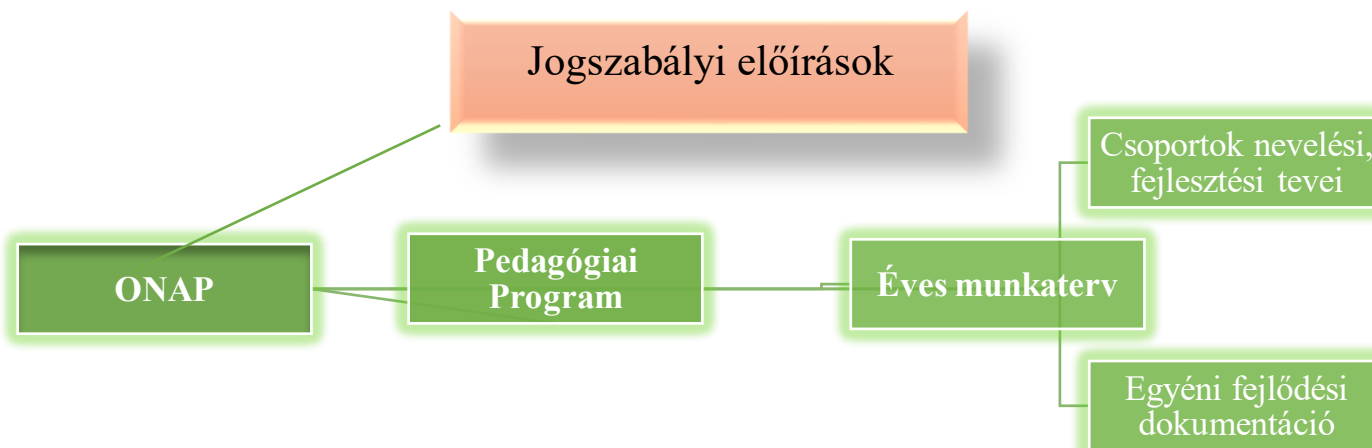 Jogszabályi előírások
Csoportok nevelési,
fejlesztési tevei
ONAP
Pedagógiai
Program
Éves munkaterv
Egyéni fejlődési
dokumentáció